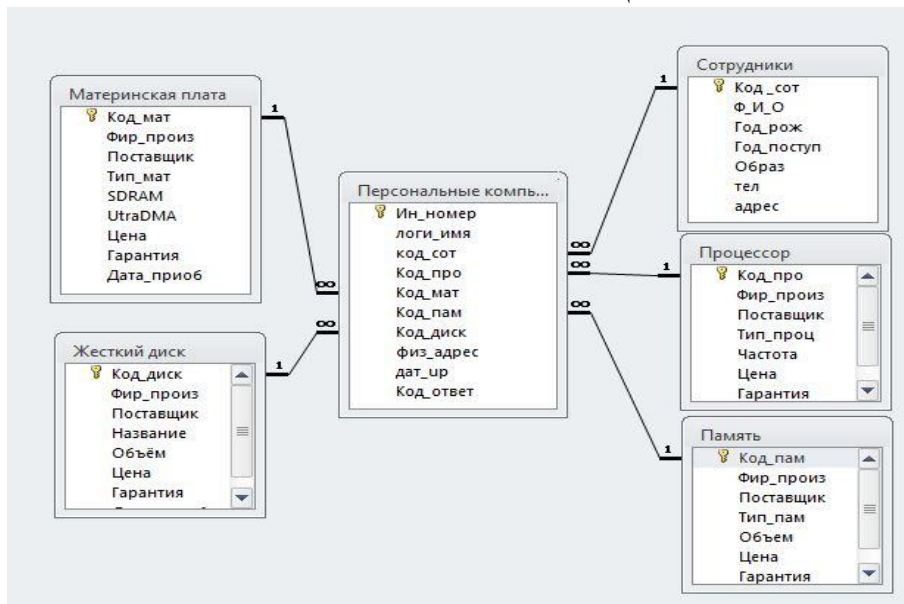 Материнская плата
Код_мат
Фир_произ
Поставщик
Тип_мат
SDRAM
UtraDMA
Цена
Гарантия
Дата_приоб
1
∞
Жесткий диск
Код_диск
Фир_произ
Поставщик
Название
Объём
Цена
Гарантия
1
∞
Персональные компь...
Ин_номер
логи_имя
код_сот
Код_про
Код_мат
Код_пам
Код_диск
физ_адрес
дат_up
Код_ответ
Сотрудники
Код_сот
Ф_И_О
Год_рож
Год_поступ
Образ
тел
адрес
1
∞
Процессор
Код_про
Фир_произ
Поставщик
Тип_проц
Частота
Цена
Гарантия
1
∞
Память
Код_пам
Фир_произ
Поставщик
Тип_пам
Объем
Цена
Гарантия
1
∞